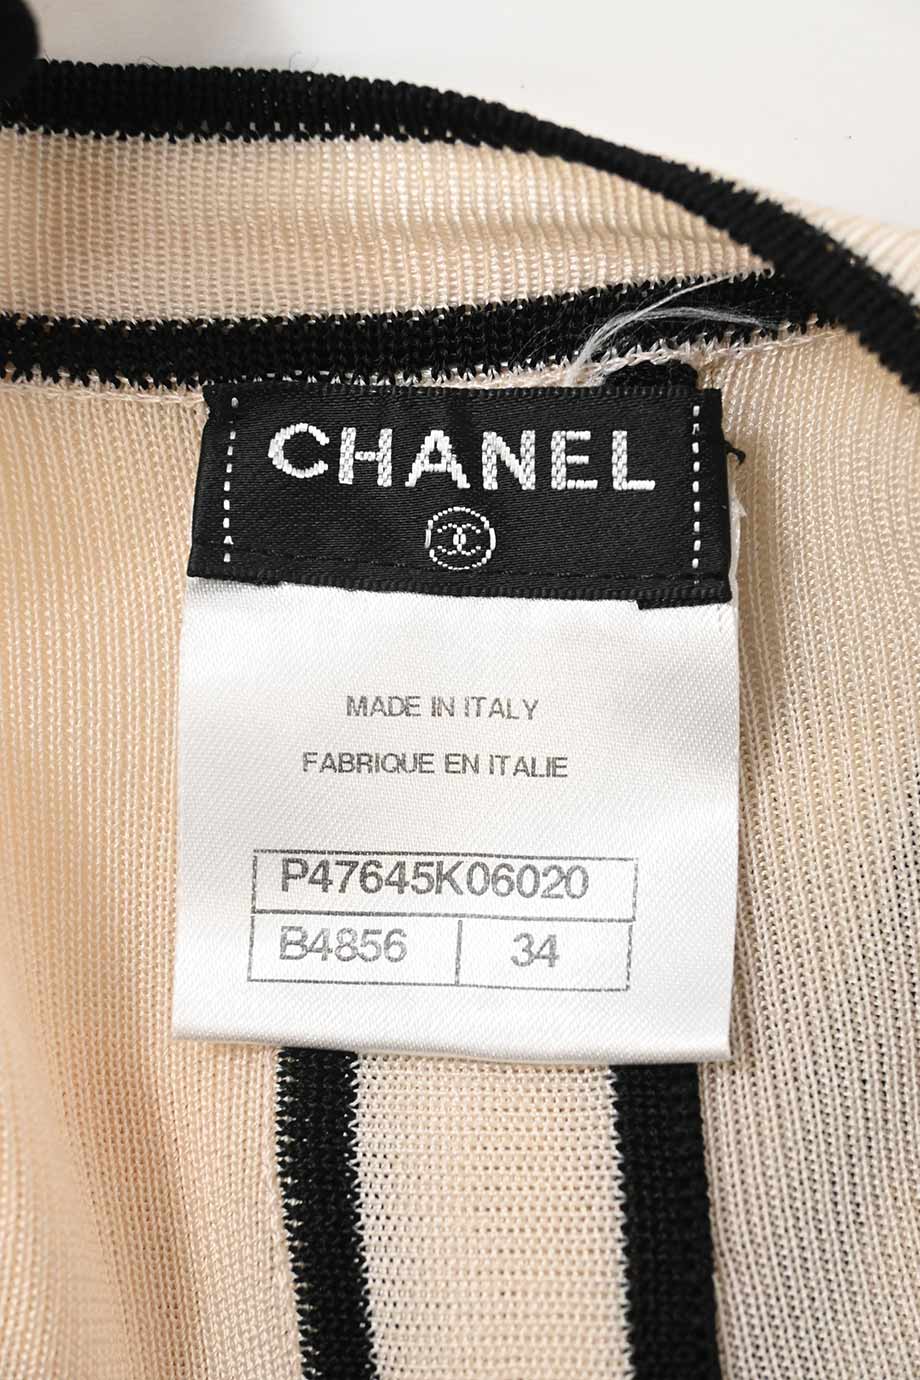 CHANEL
MADE IN ITALY
FABRIQUE EN ITALIE
P47645K06020
B4856 34